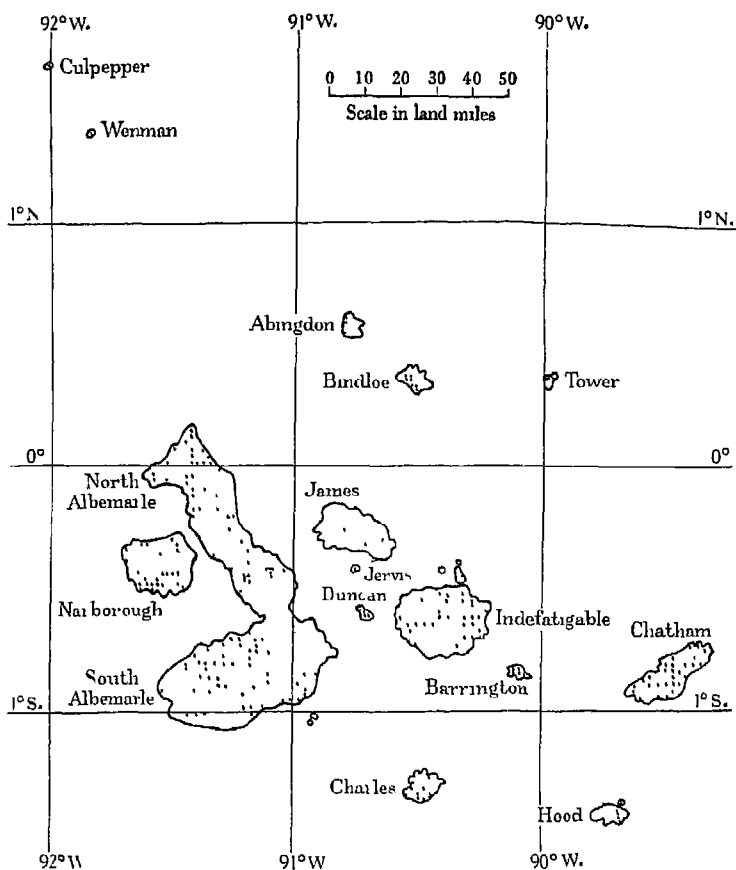 92°W.
91°W.
90°W.
Culpepper
0 10 20 30 40 50
Scale in land miles
Wenman
1°N
1°N.
Abingdon
Bindloe
Tower
0°
0°
North
Albemarle
James
Jervis
Narborough
Duncan
Indefatigable
Chatham
South
Albemarle
Barrington
1°S.
1°S.
Charles
Hood
92°W
91°W.
90°W.